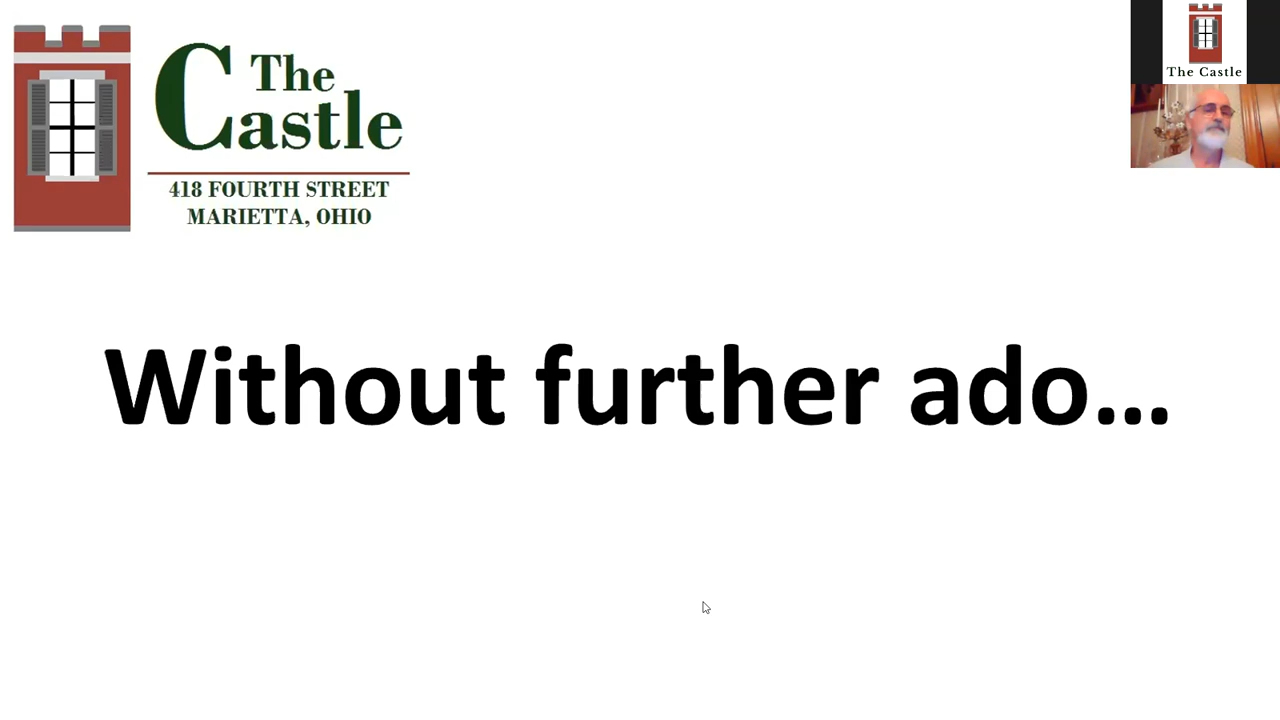 The
Castle
418 FOURTH STREET
MARIETTA, OHIO
The Castle
Without further ado...